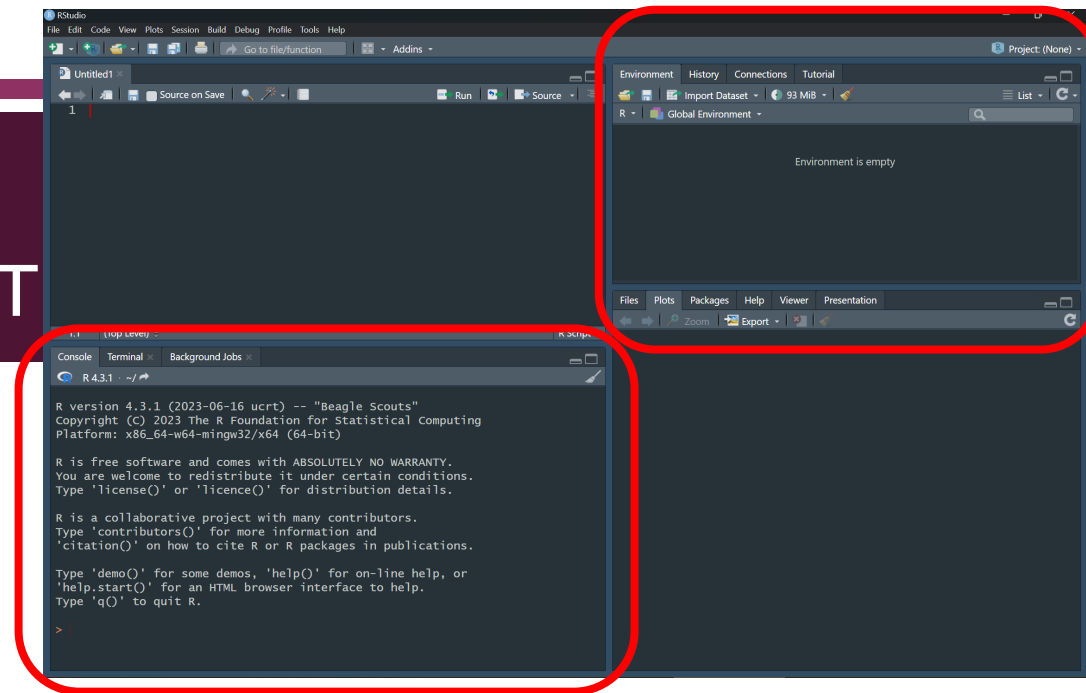 RStudio
File Edit Code View Plots Session Build Debug Profile Tools Help
Go to file/function Addins
Project: (None)
Untitled1
Source on Save Run Source
1
T
Environment History Connections Tutorial
Import Dataset 93 MiB List
R Global Environment
Environment is empty
Files Plots Packages Help Viewer Presentation
Zoom Export
1:1 (Top Level) R Script
Console Terminal Background Jobs
R 4.3.1 · ~/
R version 4.3.1 (2023-06-16 ucrt) -- "Beagle Scouts"
Copyright (C) 2023 The R Foundation for Statistical Computing
Platform: x86_64-w64-mingw32/x64 (64-bit)
R is free software and comes with ABSOLUTELY NO WARRANTY.
You are welcome to redistribute it under certain conditions.
Type 'license()' or 'licence()' for distribution details.
R is a collaborative project with many contributors.
Type 'contributors()' for more information and
'citation()' on how to cite R or R packages in publications.
Type 'demo()' for some demos, 'help()' for on-line help, or
'help.start()' for an HTML browser interface to help.
Type 'q()' to quit R.
>